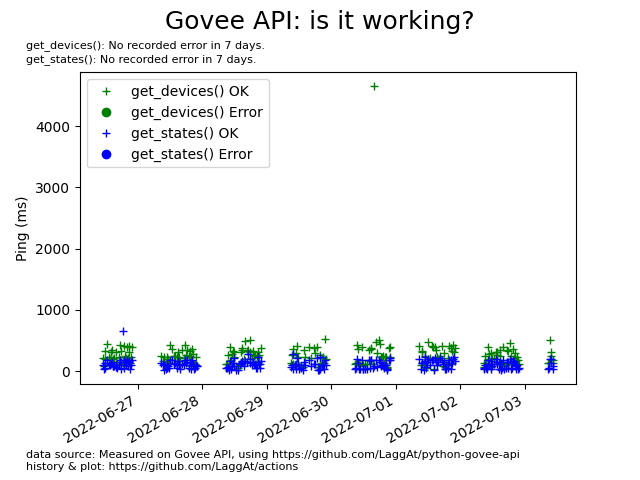 Govee API: is it working?
get_devices(): No recorded error in 7 days.
get_states(): No recorded error in 7 days.
get_devices() OK
get_devices() Error
get_states() OK
get_states() Error
Ping (ms)
4000
3000
2000
1000
0
2022-06-27
2022-06-28
2022-06-29
2022-06-30
2022-07-01
2022-07-02
2022-07-03
data source: Measured on Govee API, using https://github.com/LaggAt/python-govee-api
history & plot: https://github.com/LaggAt/actions